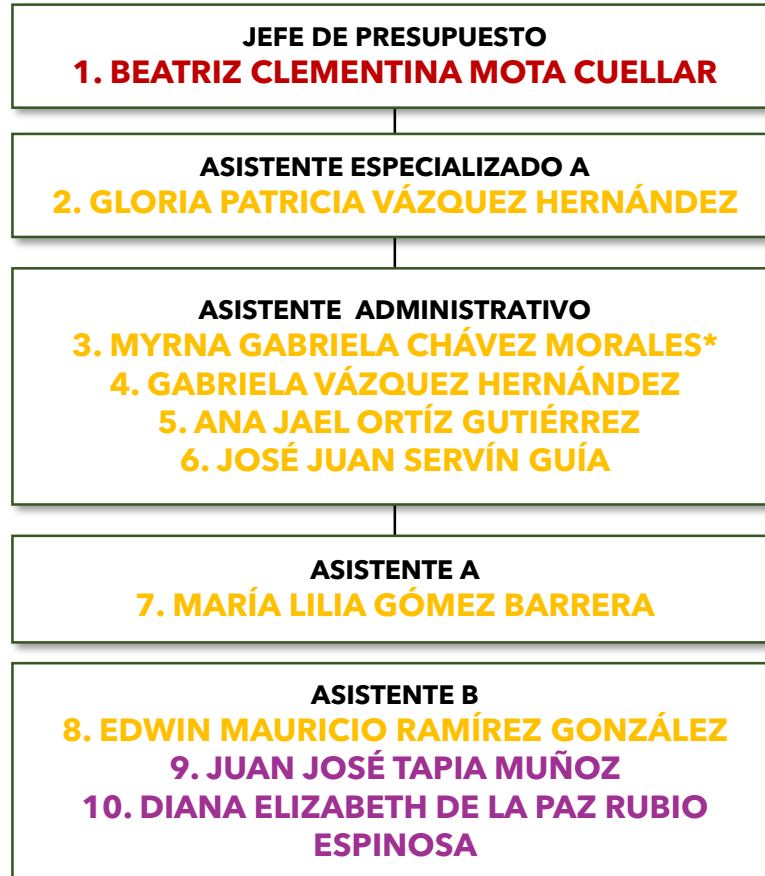 JEFE DE PRESUPUESTO
1. BEATRIZ CLEMENTINA MOTA CUELLAR
ASISTENTE ESPECIALIZADO A
2. GLORIA PATRICIA VÁZQUEZ HERNÁNDEZ
ASISTENTE ADMINISTRATIVO
3. MYRNA GABRIELA CHÁVEZ MORALES*
4. GABRIELA VÁZQUEZ HERNÁNDEZ
5. ANA JAEL ORTÍZ GUTIÉRREZ
6. JOSÉ JUAN SERVÍN GUÍA
ASISTENTE A
7. MARÍA LILIA GÓMEZ BARRERA
ASISTENTE B
8. EDWIN MAURICIO RAMÍREZ GONZÁLEZ
9. JUAN JOSÉ TAPIA MUÑOZ
10. DIANA ELIZABETH DE LA PAZ RUBIO
ESPINOSA